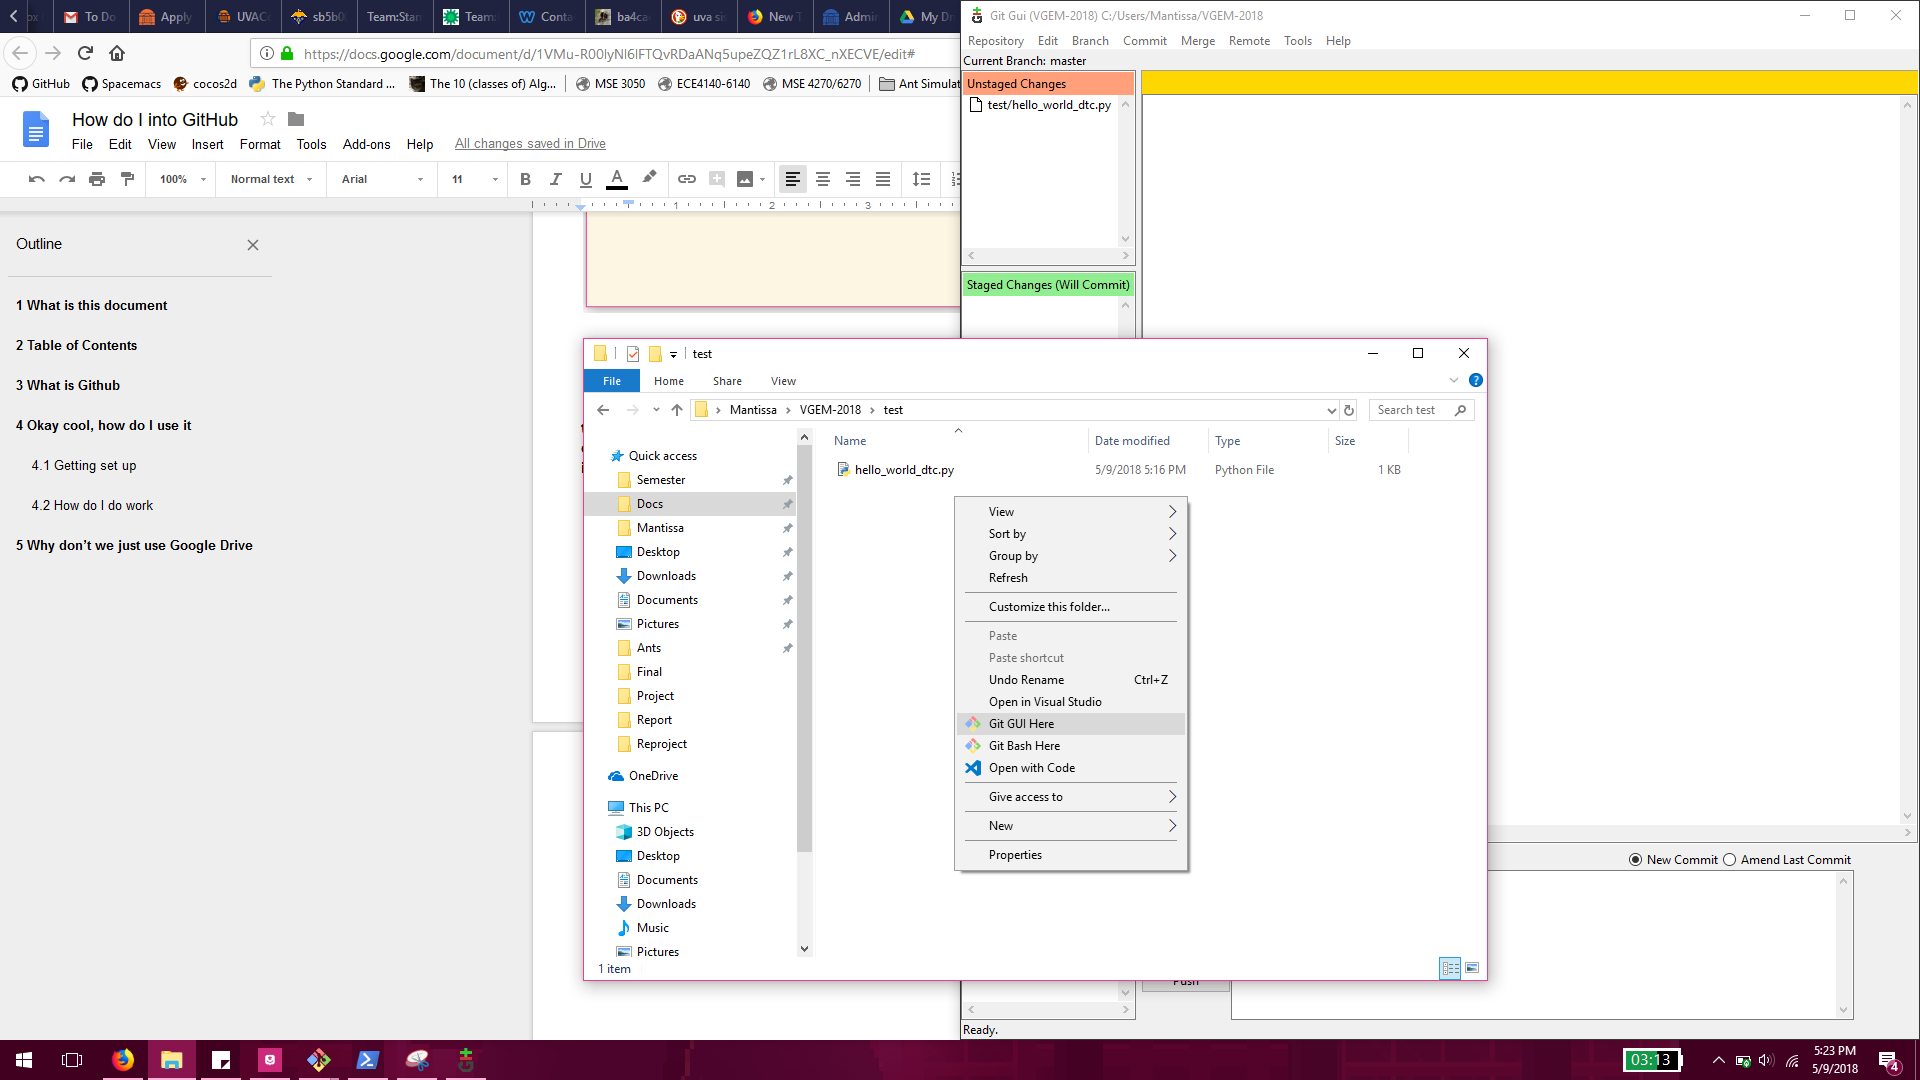 To Do
Apply
UVAC
sb5b0
Team:Stan
Team:
Conta
ba4ca
uva si
New T
Admi
My D
https://docs.google.com/document/d/1VMu-R00lyNl6lFTQvRDaANq5upeZQZ1rL8XC_nXECVE/edit#
GitHub
Spacemacs
cocos2d
The Python Standard ...
The 10 (classes of) Alg...
MSE 3050
ECE4140-6140
MSE 4270/6270
Ant Simulat
How do I into GitHub
File Edit View Insert Format Tools Add-ons Help
All changes saved in Drive
100% Normal text Arial 11 B I U A
1 2 3
Outline
1 What is this document
2 Table of Contents
3 What is Github
4 Okay cool, how do I use it
4.1 Getting set up
4.2 How do I do work
5 Why don't we just use Google Drive
Git Gui (VGEM-2018) C:/Users/Mantissa/VGEM-2018
Repository Edit Branch Commit Merge Remote Tools Help
Current Branch: master
Unstaged Changes
test/hello_world_dtc.py
Staged Changes (Will Commit)
New Commit
Amend Last Commit
Push
Ready.
test
File Home Share View
Mantissa > VGEM-2018 > test
Search test
Name Date modified Type Size
hello_world_dtc.py 5/9/2018 5:16 PM Python File 1 KB
Quick access
Semester
Docs
Mantissa
Desktop
Downloads
Documents
Pictures
Ants
Final
Project
Report
Reproject
OneDrive
This PC
3D Objects
Desktop
Documents
Downloads
Music
Pictures
1 item
View
Sort by
Group by
Refresh
Customize this folder...
Paste
Paste shortcut
Undo Rename Ctrl+Z
Open in Visual Studio
Git GUI Here
Git Bash Here
Open with Code
Give access to
New
Properties
03:13
5:23 PM
5/9/2018
4